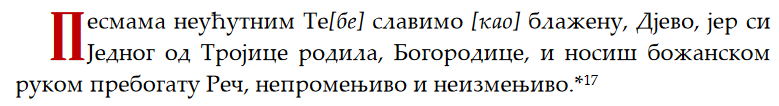 Песмама неућутним Те[бе] славимо [као] блажену, Дјево, јер си
Једног од Тројице родила, Богородице, и носиш божанском
руком пребогату Реч, непромењиво и неизмењиво.*17